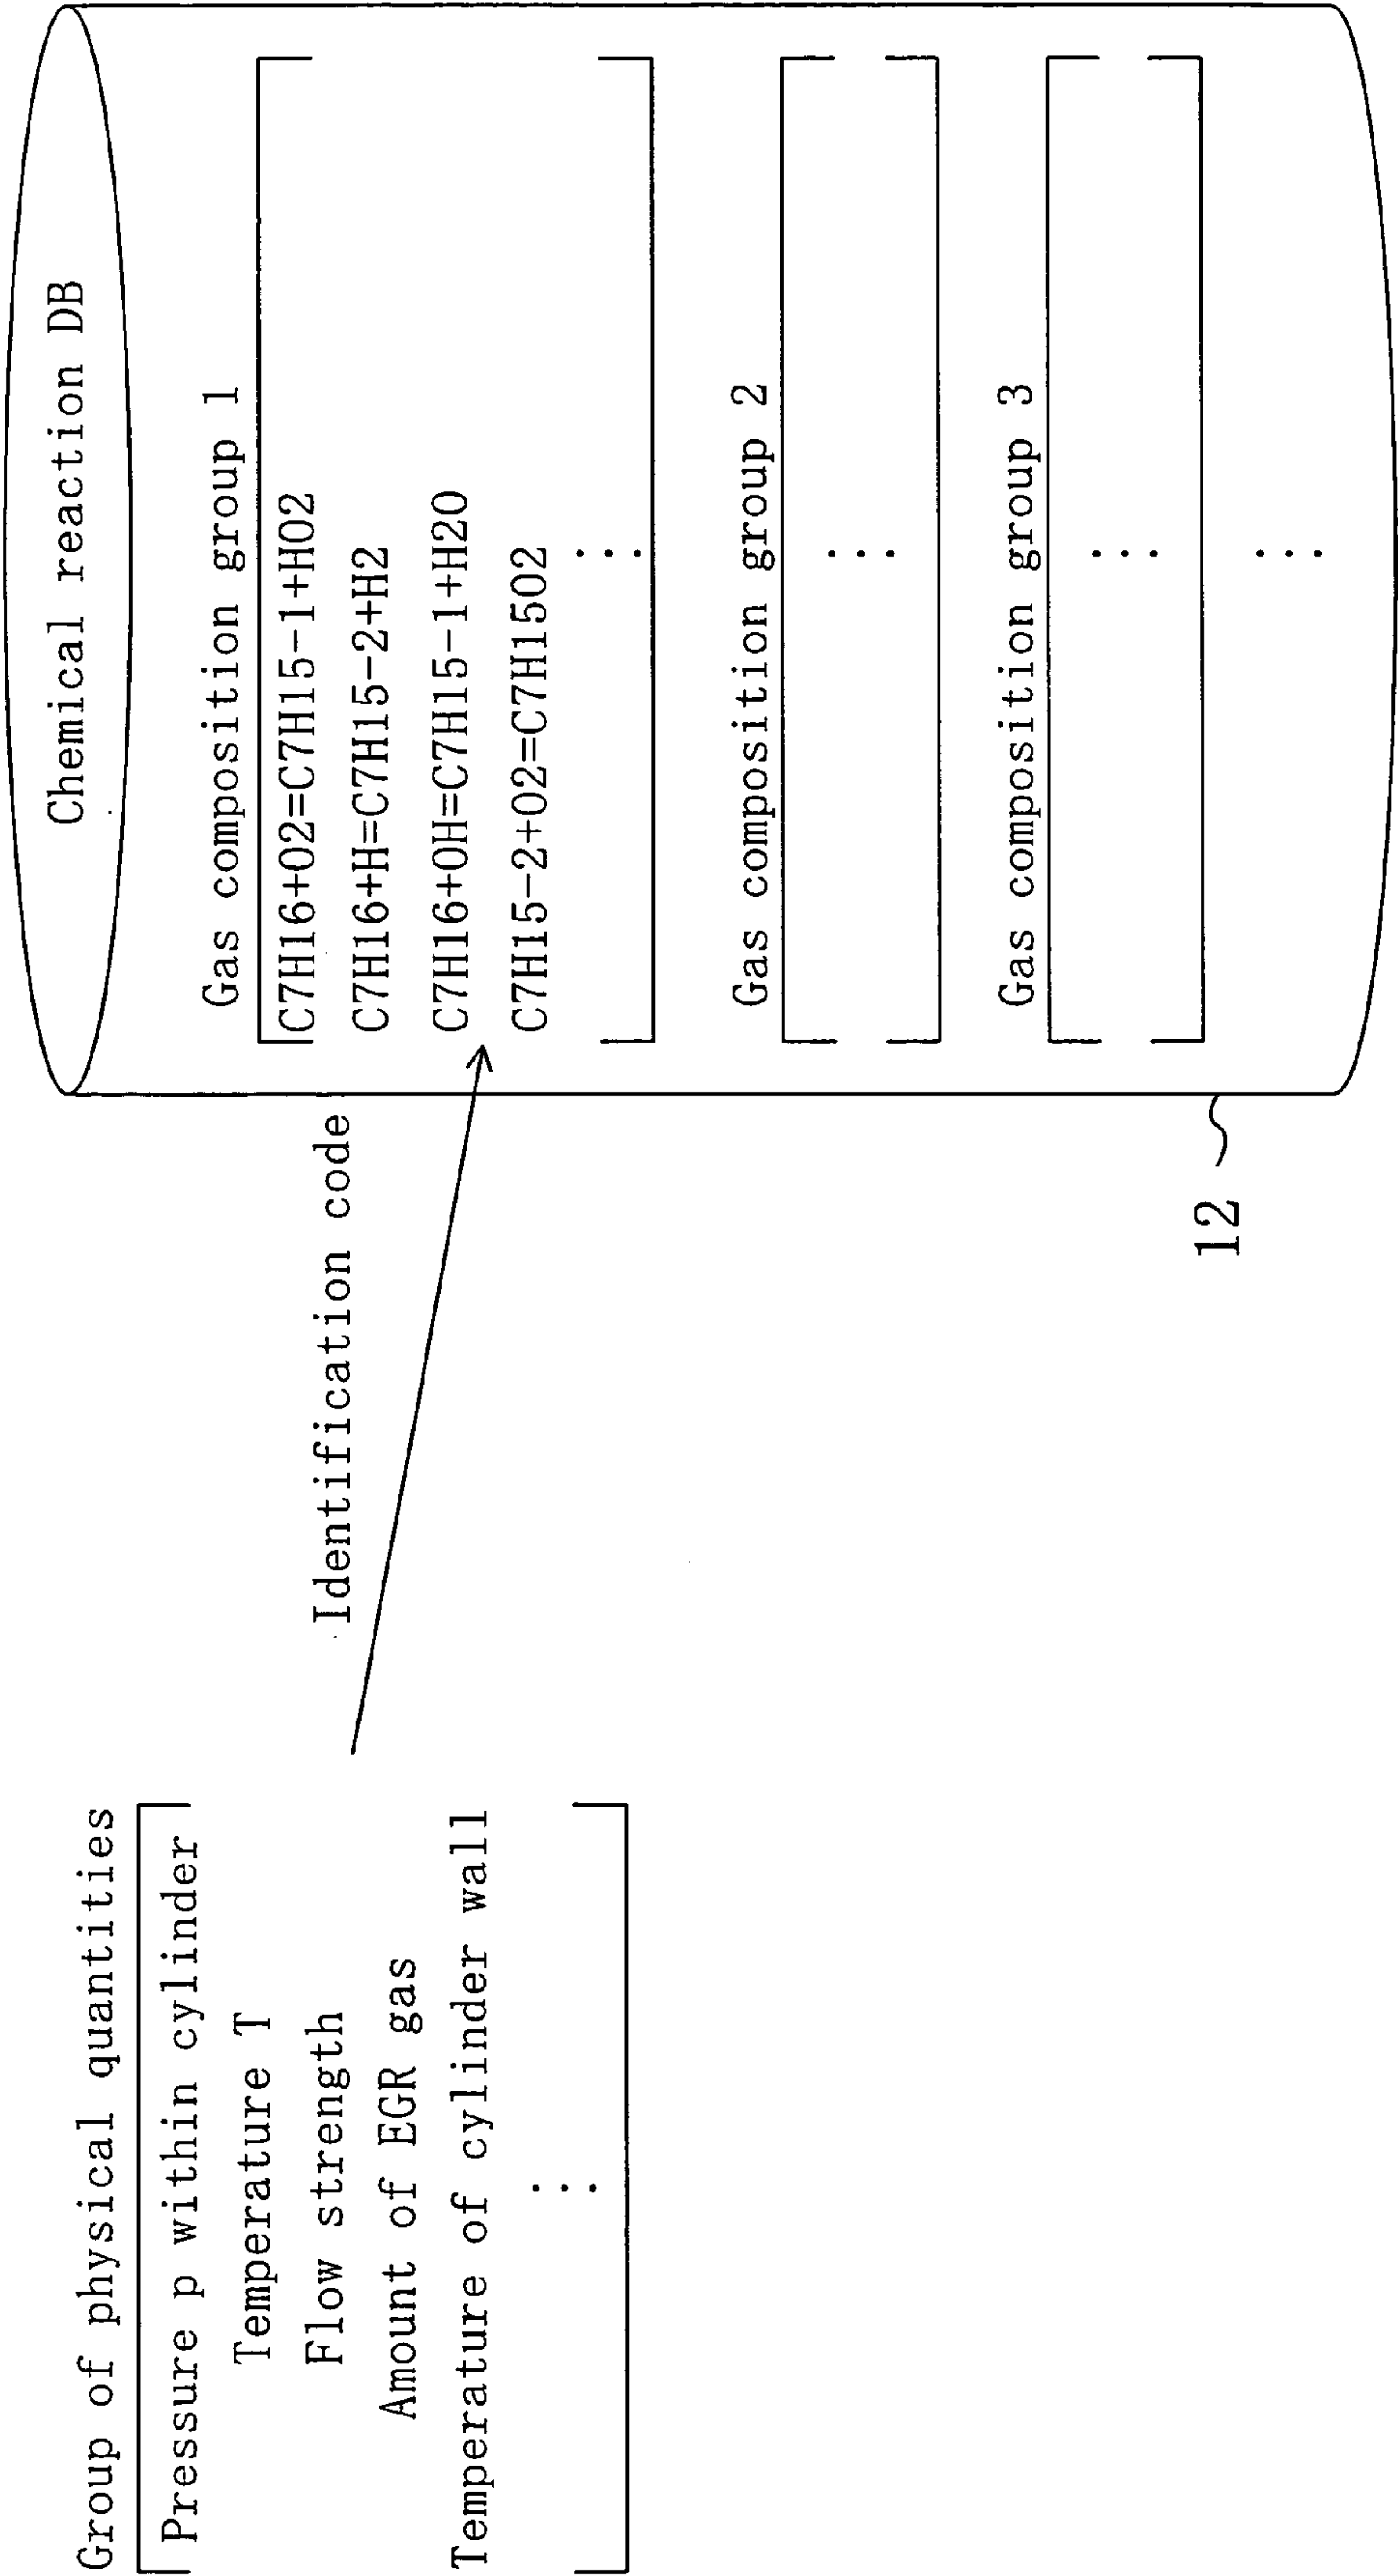 Group of physical quantities
Pressure p within cylinder
Temperature T
Flow strength
Amount of EGR gas
Temperature of cylinder wall
⋮
Identification code
Chemical reaction DB
Gas composition group 1
C7H16+O2=C7H15-1+HO2
C7H16+H=C7H15-2+H2
C7H16+OH=C7H15-1+H2O
C7H15-2+O2=C7H15O2
⋮
Gas composition group 2
⋮
Gas composition group 3
⋮
⋮
12